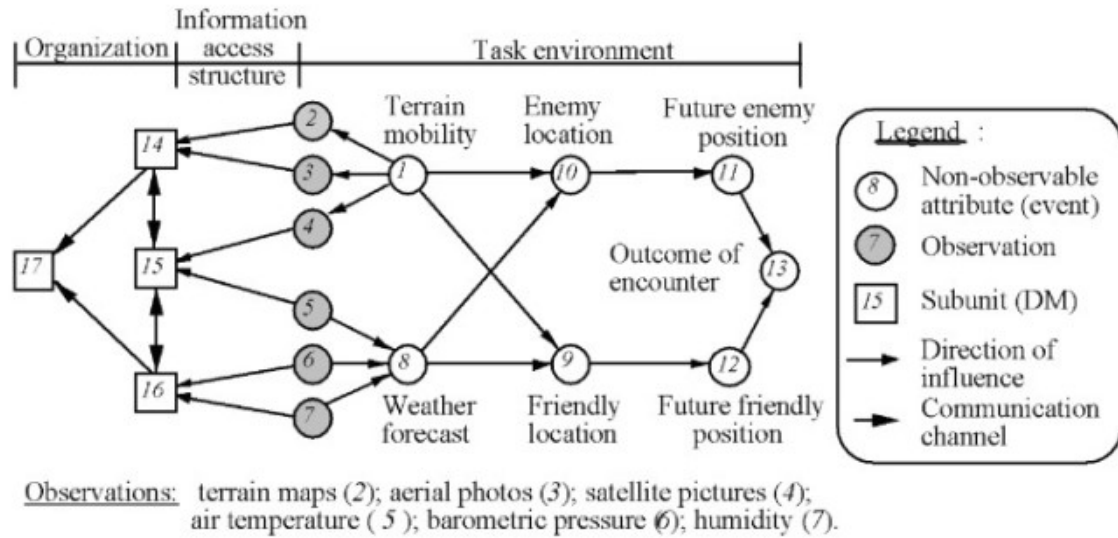 Organization
Information
access
structure
Task environment
Terrain
mobility
Enemy
location
Future enemy
position
2
14
3
1
10
11
4
17
15
Outcome of
encounter
13
5
6
8
9
12
16
7
Weather
forecast
Friendly
location
Future friendly
position
Legend :
8 Non-observable
attribute (event)
7 Observation
15 Subunit (DM)
Direction of
influence
Communication
channel
Observations: terrain maps (2); aerial photos (3); satellite pictures (4);
air temperature ( 5 ); barometric pressure (6); humidity (7).